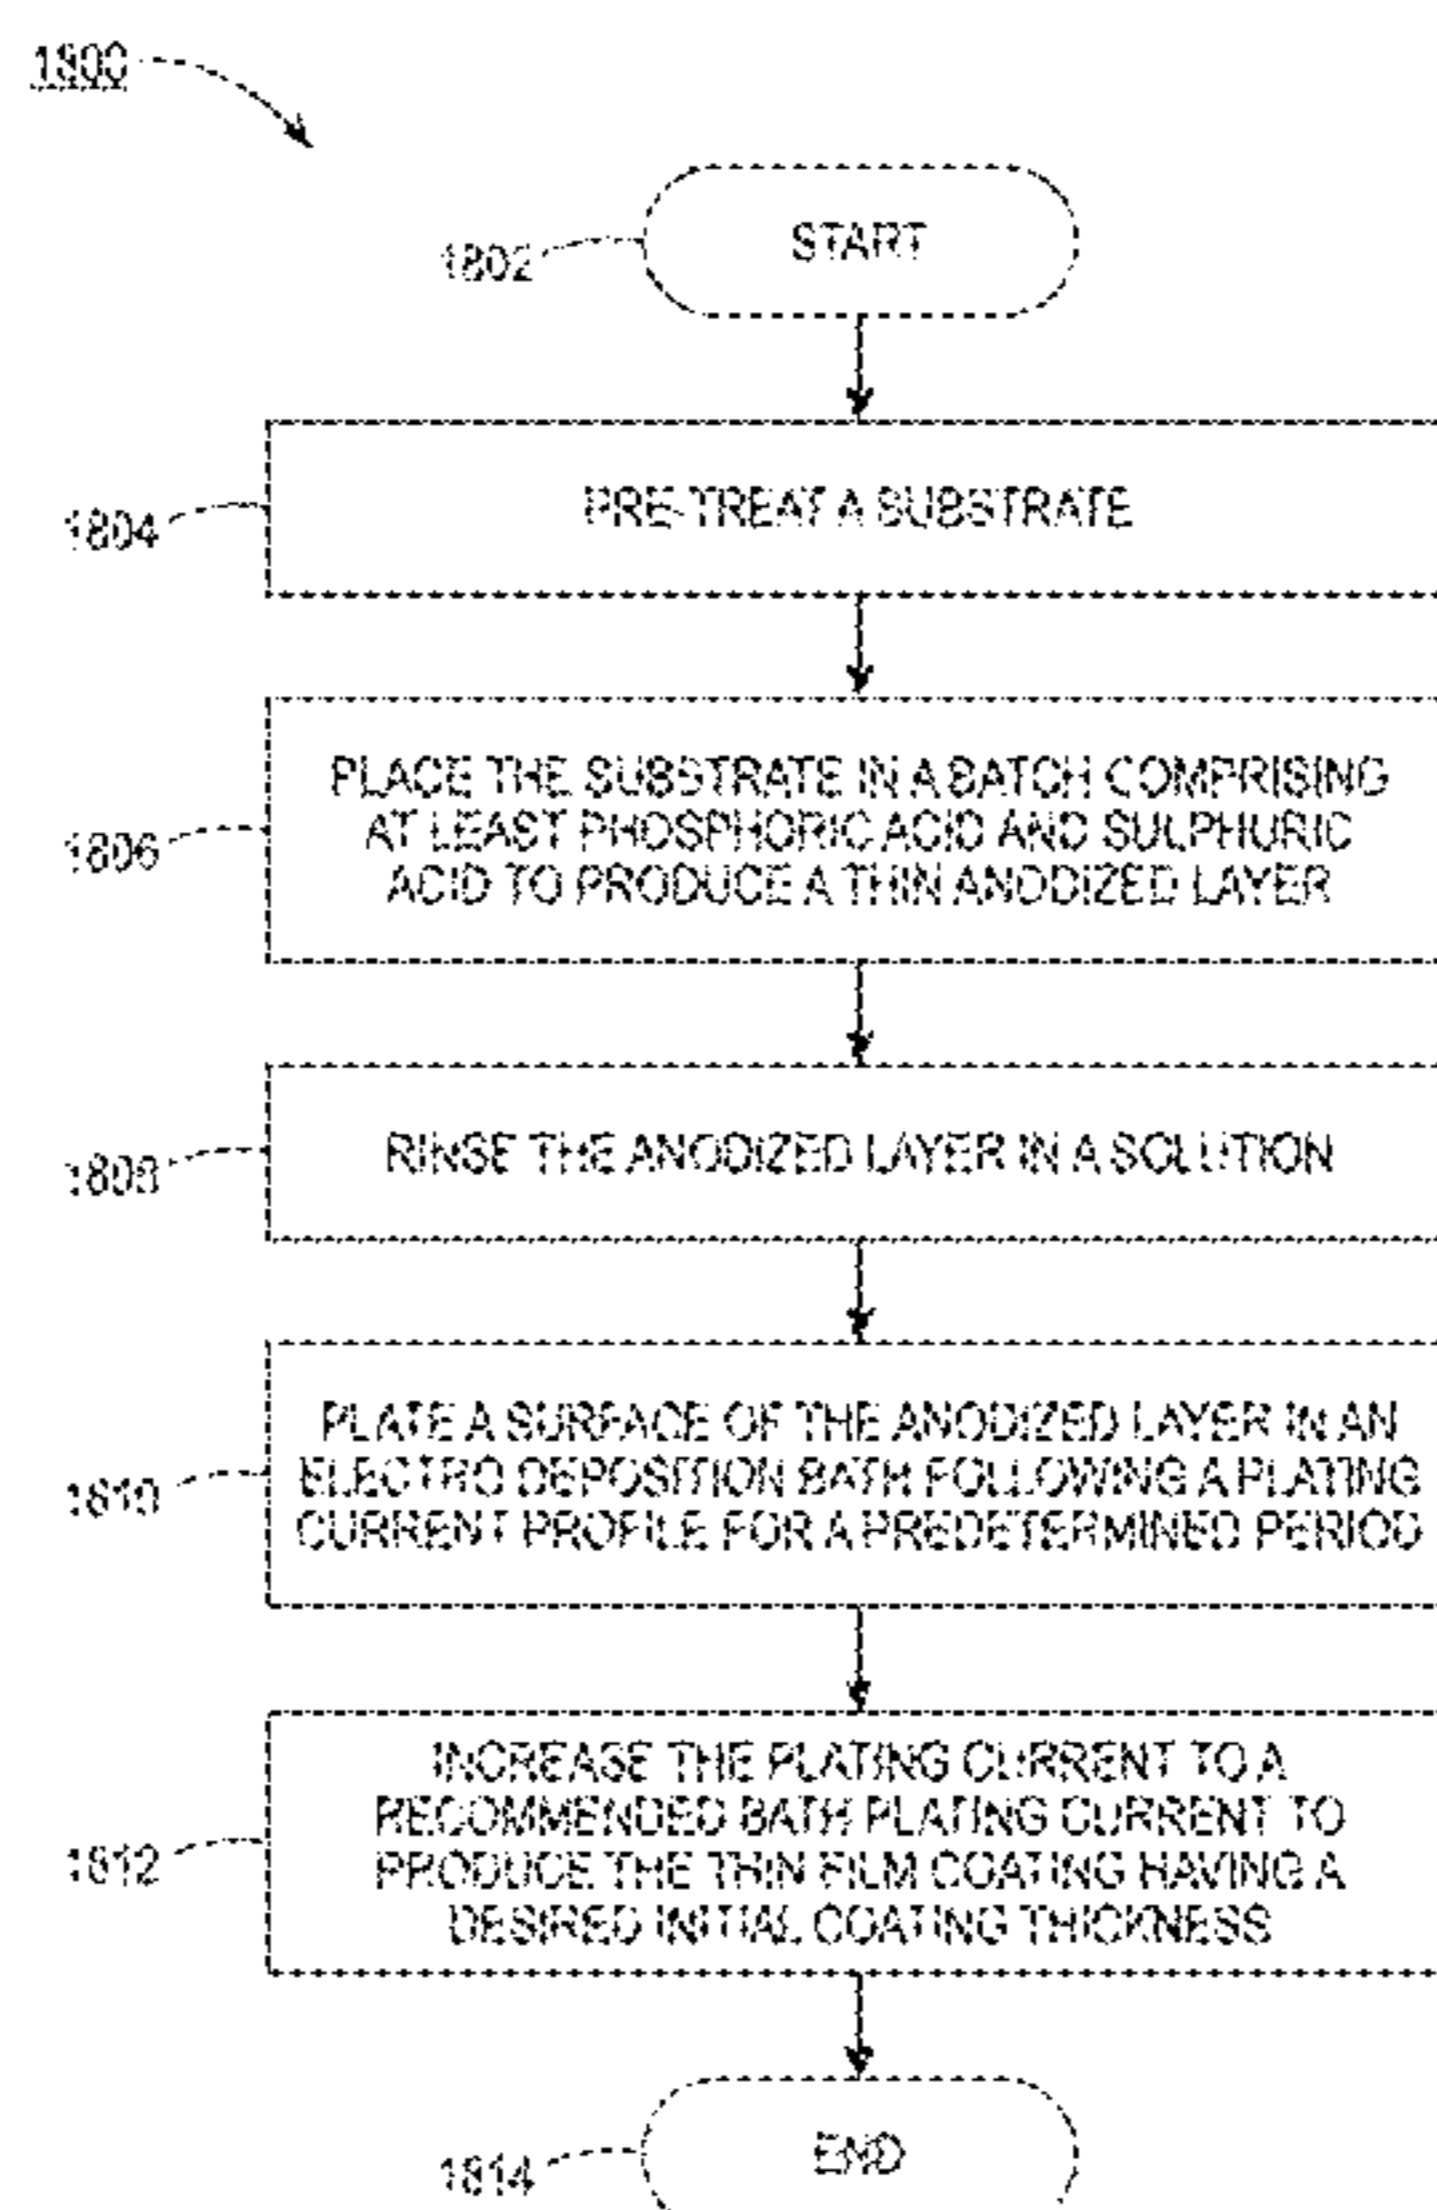 1800
START
1802
PRE-TREAT A SUBSTRATE
1804
PLACE THE SUBSTRATE IN A BATCH COMPRISING
AT LEAST PHOSPHORIC ACID AND SULPHURIC
ACID TO PRODUCE A THIN ANODIZED LAYER
1806
RINSE THE ANODIZED LAYER IN A SOLUTION
1808
PLATE A SURFACE OF THE ANODIZED LAYER IN AN
ELECTRO DEPOSITION BATH FOLLOWING A PLATING
CURRENT PROFILE FOR A PREDETERMINED PERIOD
1810
INCREASE THE PLATING CURRENT TO A
RECOMMENDED BATH PLATING CURRENT TO
PRODUCE THE THIN FILM COATING HAVING A
DESIRED INITIAL COATING THICKNESS
1812
END
1814